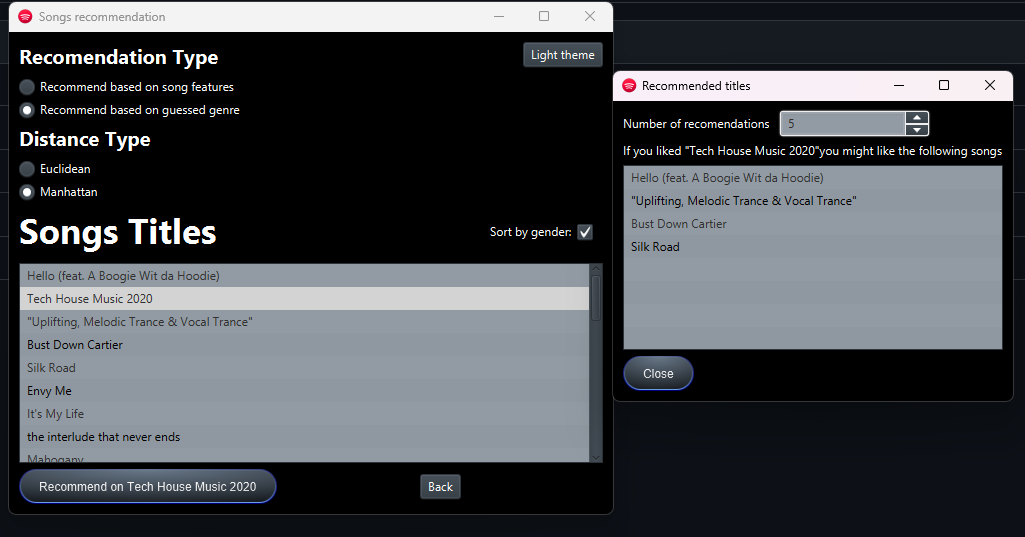 Songs recommendation
Recomendation Type
Light theme
Recommend based on song features
Recommend based on guessed genre
Distance Type
Euclidean
Manhattan
Songs Titles
Sort by gender:
Hello (feat. A Boogie Wit da Hoodie)
Tech House Music 2020
"Uplifting, Melodic Trance & Vocal Trance"
Bust Down Cartier
Silk Road
Envy Me
It's My Life
the interlude that never ends
Mahogany
Recommend on Tech House Music 2020
Back
Recommended titles
Number of recomendations
5
If you liked "Tech House Music 2020"you might like the following songs
Hello (feat. A Boogie Wit da Hoodie)
"Uplifting, Melodic Trance & Vocal Trance"
Bust Down Cartier
Silk Road
Close